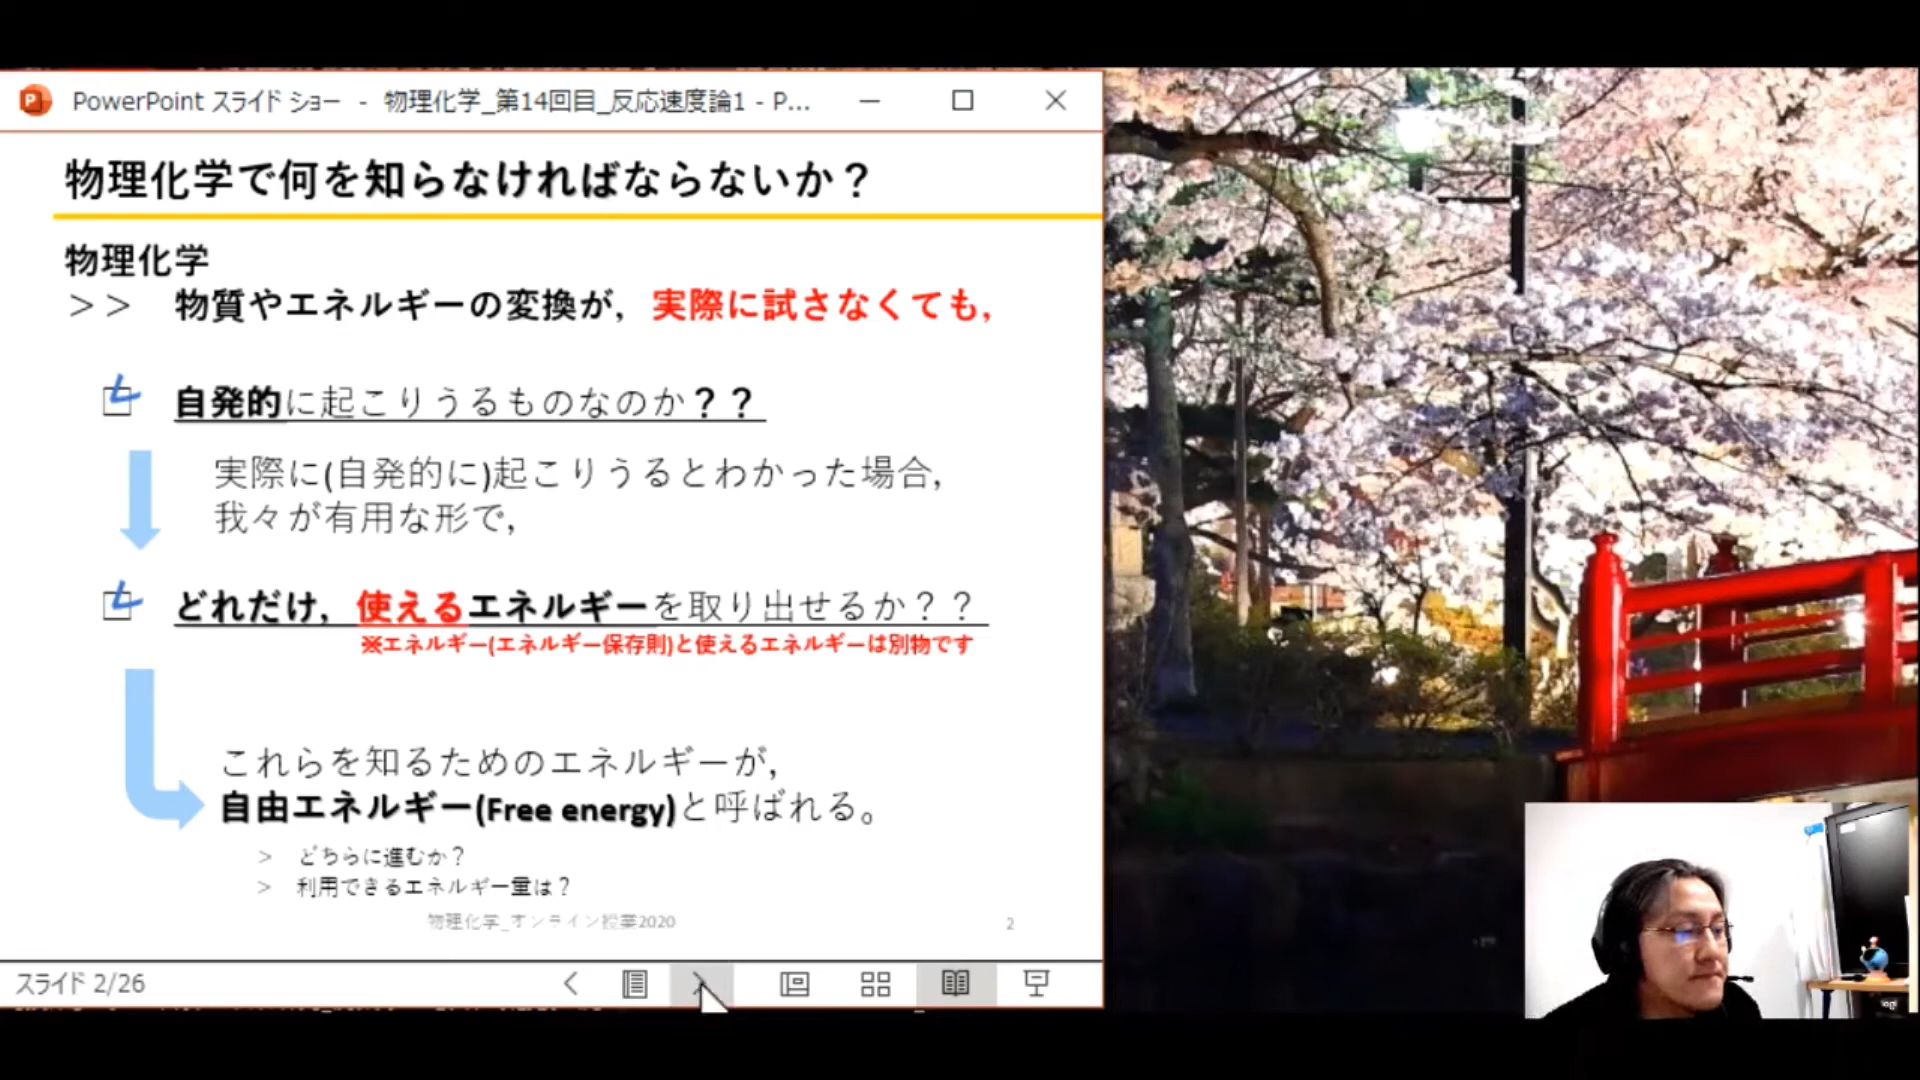 PowerPoint スライド ショー - 物理化学_第14回目_反応速度論1 - P...
物理化学で何を知らなければならないか？
物理化学
＞＞ 物質やエネルギーの変換が，実際に試さなくても，
自発的に起こりうるものなのか？？
実際に(自発的に)起こりうるとわかった場合，
我々が有用な形で，
どれだけ，使えるエネルギーを取り出せるか？？
※エネルギー(エネルギー保存則)と使えるエネルギーは別物です
これらを知るためのエネルギーが，
自由エネルギー(Free energy)と呼ばれる。
＞ どちらに進むか？
＞ 利用できるエネルギー量は？
物理化学_オンライン授業2020
2
スライド 2/26